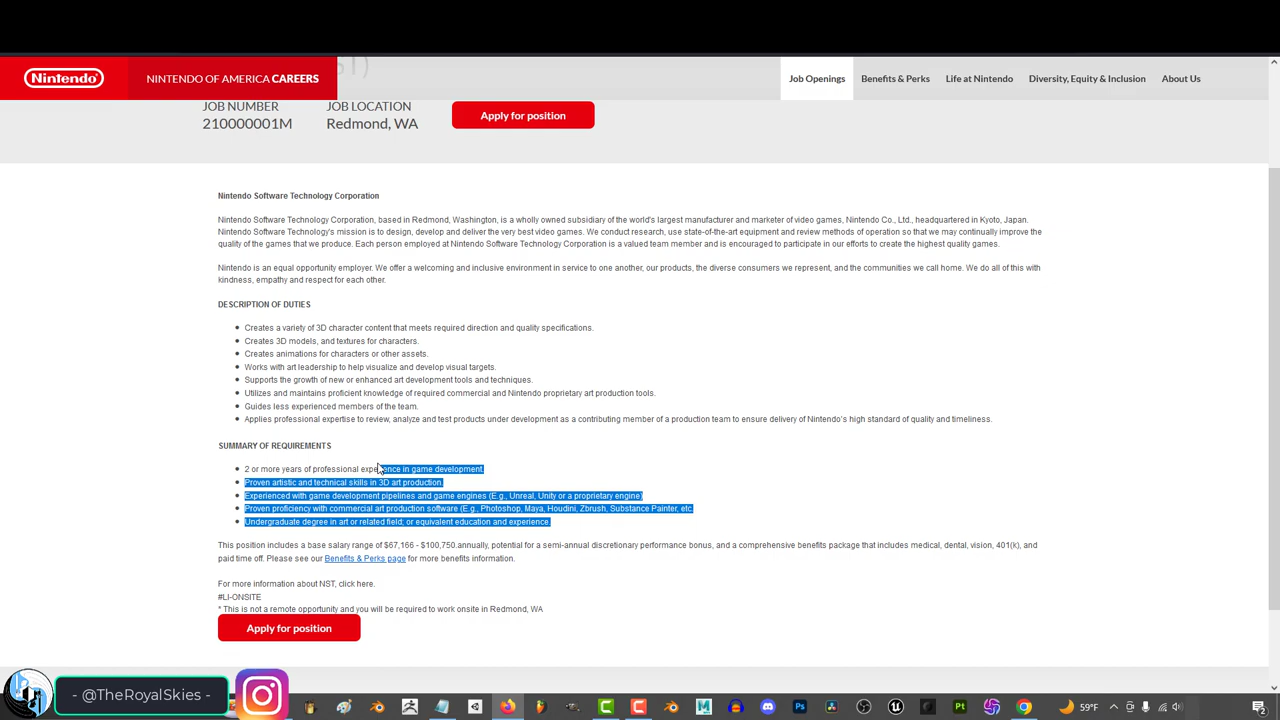 ST)
Nintendo
NINTENDO OF AMERICA CAREERS
Job Openings
Benefits & Perks
Life at Nintendo
Diversity, Equity & Inclusion
About Us
JOB NUMBER
210000001M
JOB LOCATION
Redmond, WA
Apply for position
Nintendo Software Technology Corporation
Nintendo Software Technology Corporation, based in Redmond, Washington, is a wholly owned subsidiary of the world's largest manufacturer and marketer of video games, Nintendo Co., Ltd., headquartered in Kyoto, Japan.
Nintendo Software Technology's mission is to design, develop and deliver the very best video games. We conduct research, use state-of-the-art equipment and review methods of operation so that we may continually improve the
quality of the games that we produce. Each person employed at Nintendo Software Technology Corporation is a valued team member and is encouraged to participate in our efforts to create the highest quality games.
Nintendo is an equal opportunity employer. We offer a welcoming and inclusive environment in service to one another, our products, the diverse consumers we represent, and the communities we call home. We do all of this with
kindness, empathy and respect for each other.
DESCRIPTION OF DUTIES
Creates a variety of 3D character content that meets required direction and quality specifications.
Creates 3D models, and textures for characters.
Creates animations for characters or other assets.
Works with art leadership to help visualize and develop visual targets.
Supports the growth of new or enhanced art development tools and techniques.
Utilizes and maintains proficient knowledge of required commercial and Nintendo proprietary art production tools.
Guides less experienced members of the team.
Applies professional expertise to review, analyze and test products under development as a contributing member of a production team to ensure delivery of Nintendo's high standard of quality and timeliness.
SUMMARY OF REQUIREMENTS
2 or more years of professional experience in game development.
Proven artistic and technical skills in 3D art production.
Experienced with game development pipelines and game engines (E.g., Unreal, Unity or a proprietary engine)
Proven proficiency with commercial art production software (E.g., Photoshop, Maya, Houdini, Zbrush, Substance Painter, etc.
Undergraduate degree in art or related field; or equivalent education and experience.
This position includes a base salary range of $67,166 - $100,750 annually, potential for a semi-annual discretionary performance bonus, and a comprehensive benefits package that includes medical, dental, vision, 401(k), and
paid time off. Please see our Benefits & Perks page for more benefits information.
For more information about NST, click here.
#LI-ONSITE
* This is not a remote opportunity and you will be required to work onsite in Redmond, WA
Apply for position
- @TheRoyalSkies -
59°F